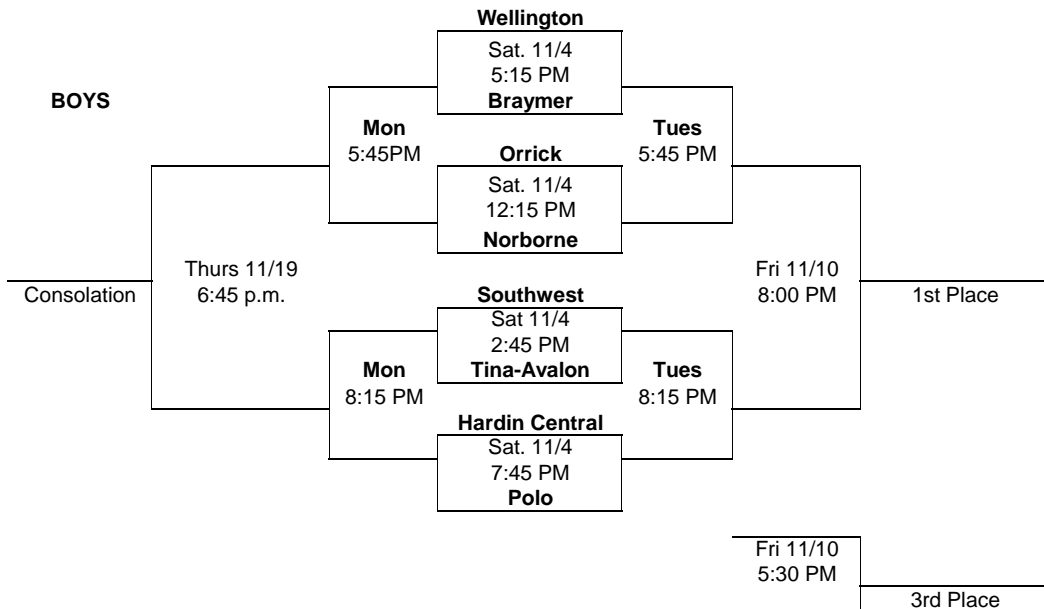 Wellington
Sat. 11/4
5:15 PM
BOYS
Braymer
Mon
Tues
5:45PM
Orrick
5:45 PM
Sat. 11/4
12:15 PM
Norborne
Thurs 11/19
Fri 11/10
6:45 p.m.
8:00 PM
Consolation
Southwest
1st Place
Sat 11/4
2:45 PM
Mon
Tina-Avalon
Tues
8:15 PM
8:15 PM
Hardin Central
Sat. 11/4
7:45 PM
Polo
Fri 11/10
5:30 PM
3rd Place